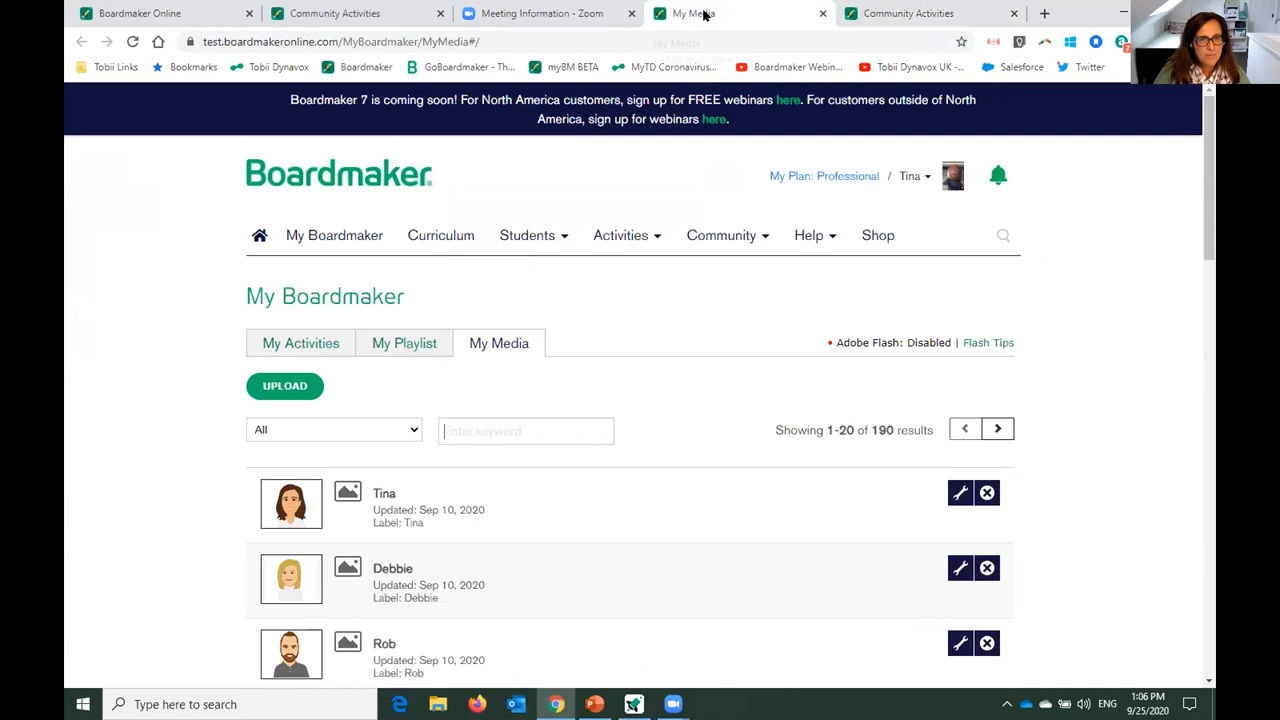 Boardmaker Online
Community Activities
Meeting Information - Zoom
My Media
Community Activities
test.boardmakeronline.com/MyBoardmaker/MyMedia#/
My Media
Tobii Links
Bookmarks
Tobii Dynavox
Boardmaker
GoBoardmaker - Th...
myBM BETA
MyTD Coronavirus...
Boardmaker Webin...
Tobii Dynavox UK -...
Salesforce
Twitter
Boardmaker 7 is coming soon! For North America customers, sign up for FREE webinars here. For customers outside of North
America, sign up for webinars here.
Boardmaker®
My Plan: Professional / Tina
My Boardmaker
Curriculum
Students
Activities
Community
Help
Shop
My Boardmaker
My Activities
My Playlist
My Media
Adobe Flash: Disabled | Flash Tips
UPLOAD
All
Enter keyword
Showing 1-20 of 190 results
Tina
Updated: Sep 10, 2020
Label: Tina
Debbie
Updated: Sep 10, 2020
Label: Debbie
Rob
Updated: Sep 10, 2020
Label: Rob
Type here to search
ENG
1:06 PM
9/25/2020